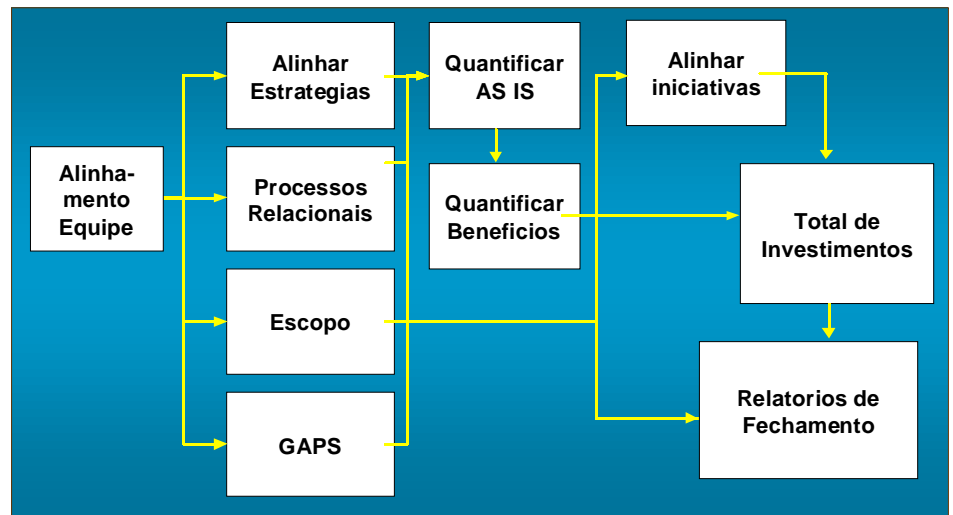 Alinha-
mento
Equipe
Alinhar
Estrategias
Processos
Relacionais
Escopo
GAPS
Quantificar
AS IS
Quantificar
Beneficios
Alinhar
iniciativas
Total de
Investimentos
Relatorios de
Fechamento